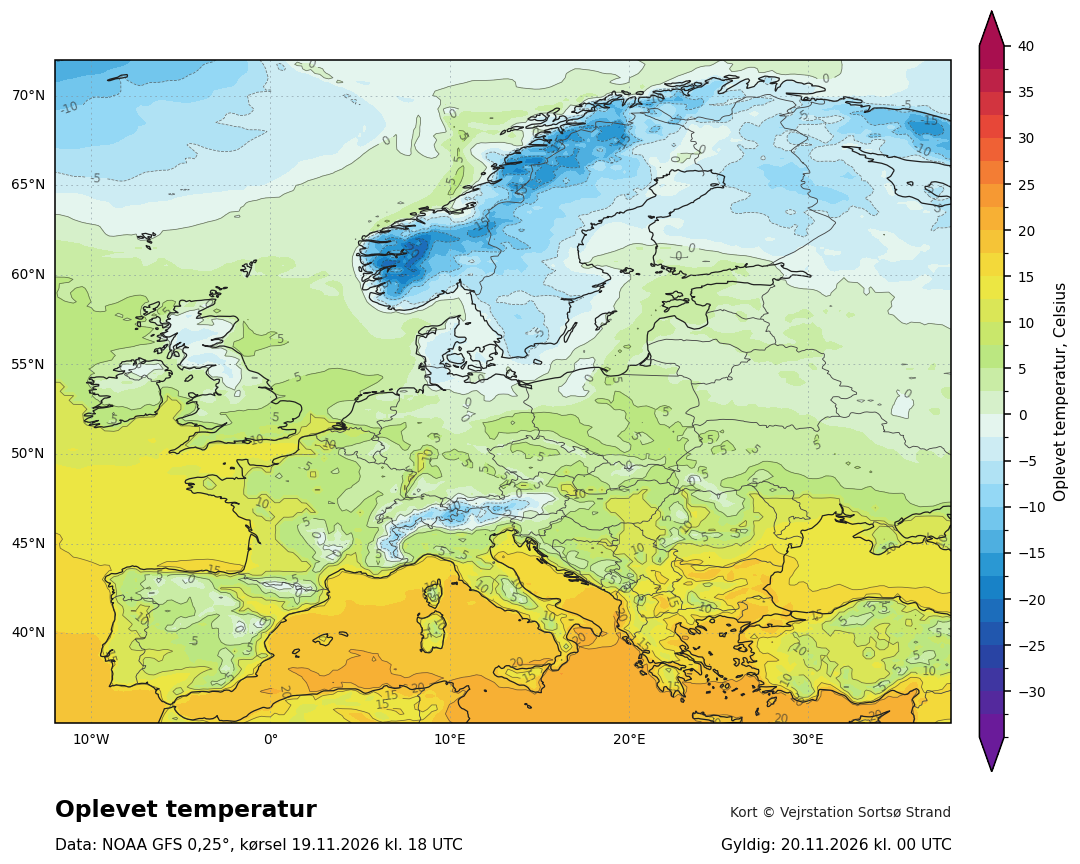 70°N
65°N
60°N
55°N
50°N
45°N
40°N
10°W
0°
10°E
20°E
30°E
40
35
30
25
20
15
10
5
0
−5
−10
−15
−20
−25
−30
Oplevet temperatur, Celsius
Oplevet temperatur
Kort © Vejrstation Sortsø Strand
Data: NOAA GFS 0,25°, kørsel 19.11.2026 kl. 18 UTC
Gyldig: 20.11.2026 kl. 00 UTC